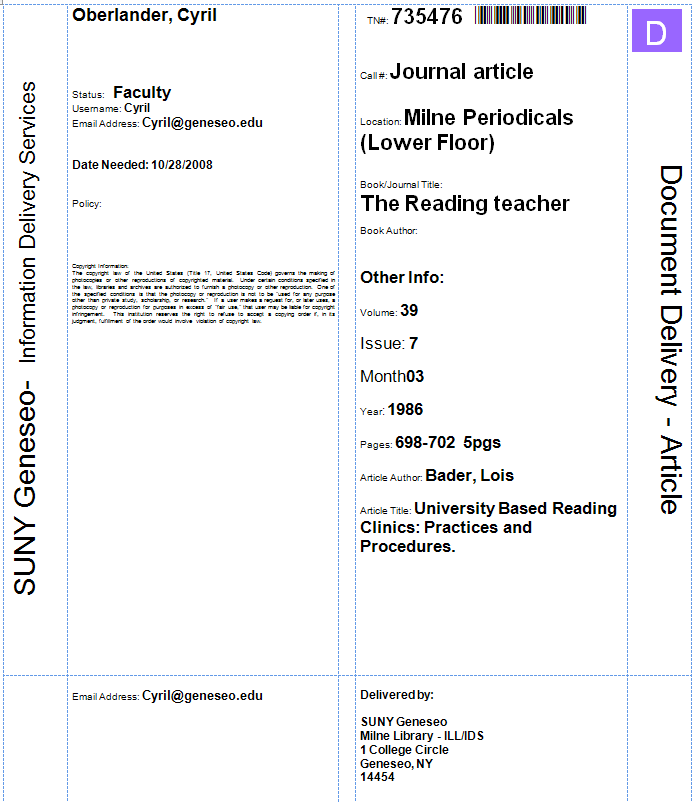 SUNY Geneseo- Information Delivery Services
Oberlander, Cyril
Status: Faculty
Username: Cyril
Email Address: Cyril@geneseo.edu
Date Needed: 10/28/2008
Policy:
Copyright Information:
The copyright law of the United States (Title 17, United States Code) governs the making of
photocopies or other reproductions of copyrighted material. Under certain conditions specified in
the law, libraries and archives are authorized to furnish a photocopy or other reproduction. One of
the specified conditions is that the photocopy or reproduction is not to be "used for any purpose
other than private study, scholarship, or research." If a user makes a request for, or later uses, a
photocopy or reproduction for purposes in excess of "fair use," that user may be liable for copyright
infringement. This institution reserves the right to refuse to accept a copying order if, in its
judgment, fulfillment of the order would involve violation of copyright law.
TN#: 735476
Call #: Journal article
Location: Milne Periodicals
(Lower Floor)
Book/Journal Title:
The Reading teacher
Book Author:
Other Info:
Volume: 39
Issue: 7
Month03
Year: 1986
Pages: 698-702 5pgs
Article Author: Bader, Lois
Article Title: University Based Reading
Clinics: Practices and
Procedures.
D
Document Delivery - Article
Email Address: Cyril@geneseo.edu
Delivered by:
SUNY Geneseo
Milne Library - ILL/IDS
1 College Circle
Geneseo, NY
14454